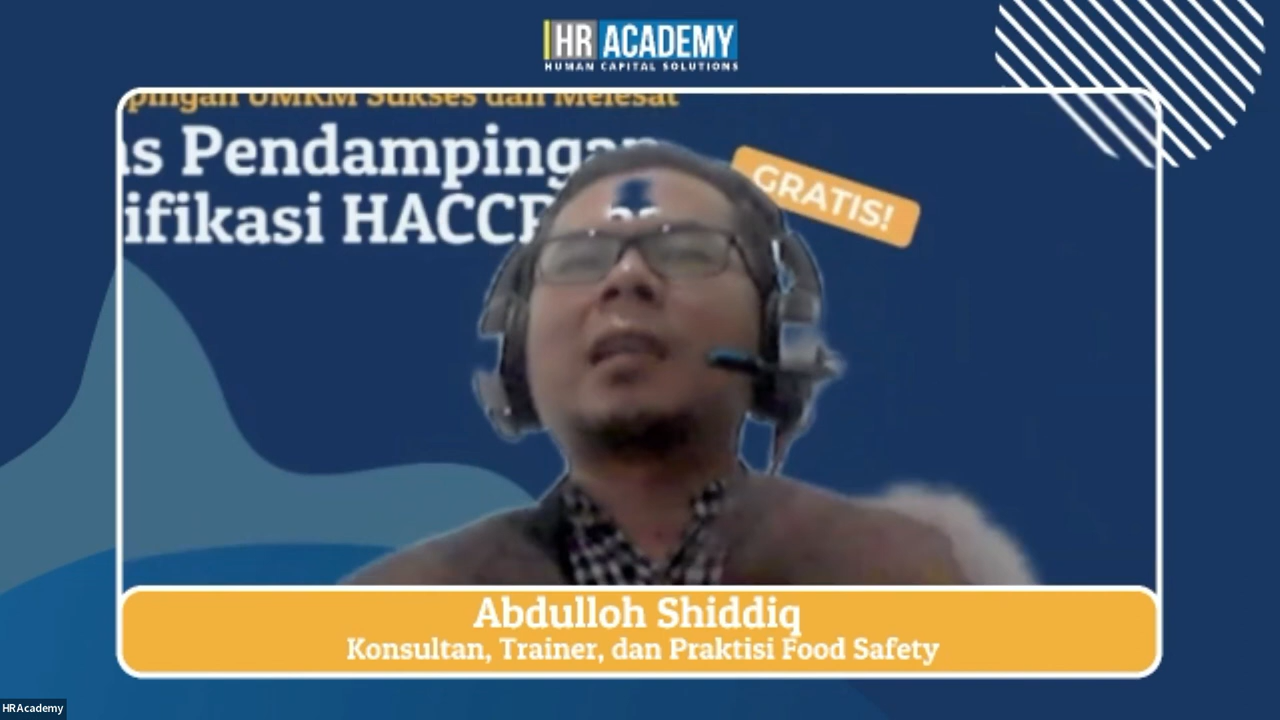 HR ACADEMY
HUMAN CAPITAL SOLUTIONS
pingan UMKM Sukses dan Melesat
as Pendampingan
ifikasi HACCP
GRATIS!
Abdulloh Shiddiq
Konsultan, Trainer, dan Praktisi Food Safety
HRAcademy